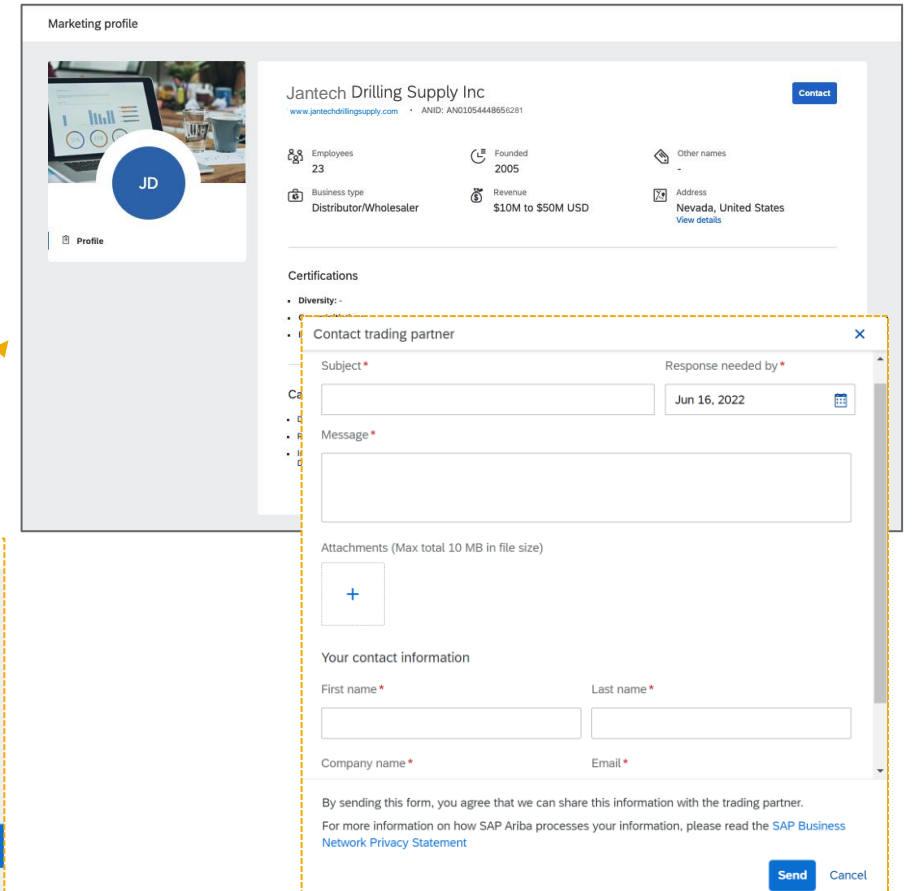 Marketing profile
JD
Profile
Jantech Drilling Supply Inc
Contact
www.jantechdrillingsupply.com • ANID: AN01054448656281
Employees
23
Founded
2005
Other names
-
Business type
Distributor/Wholesaler
Revenue
$10M to $50M USD
Address
Nevada, United States
View details
Certifications
• Diversity: -
Ca
Contact trading partner
Subject*
Response needed by*
Jun 16, 2022
Message*
Attachments (Max total 10 MB in file size)
+
Your contact information
First name*
Last name*
Company name*
Email*
By sending this form, you agree that we can share this information with the trading partner.
For more information on how SAP Ariba processes your information, please read the SAP Business
Network Privacy Statement
Send
Cancel